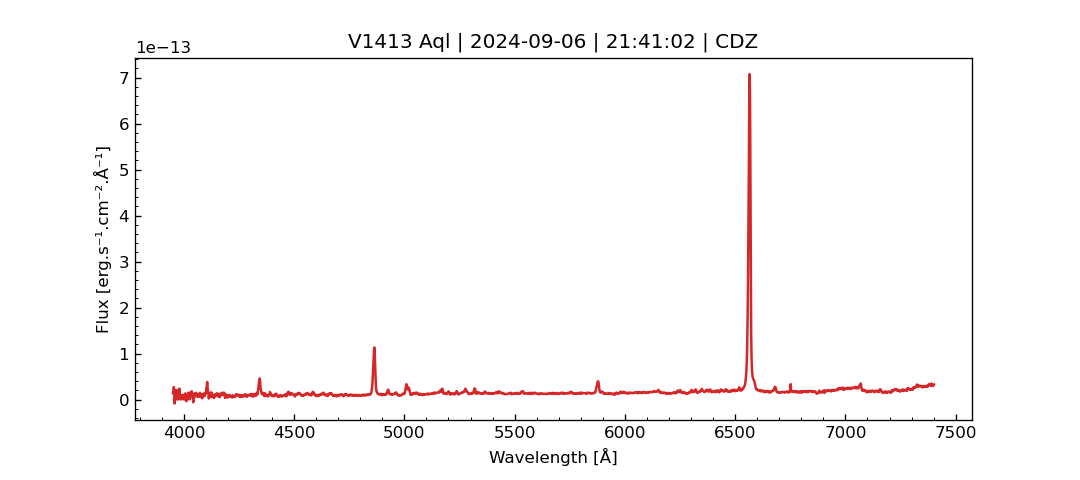 V1413 Aql | 2024-09-06 | 21:41:02 | CDZ
1e−13
7
6
5
4
3
2
1
0
Flux [erg.s⁻¹.cm⁻².Å⁻¹]
4000 4500 5000 5500 6000 6500 7000 7500
Wavelength [Å]